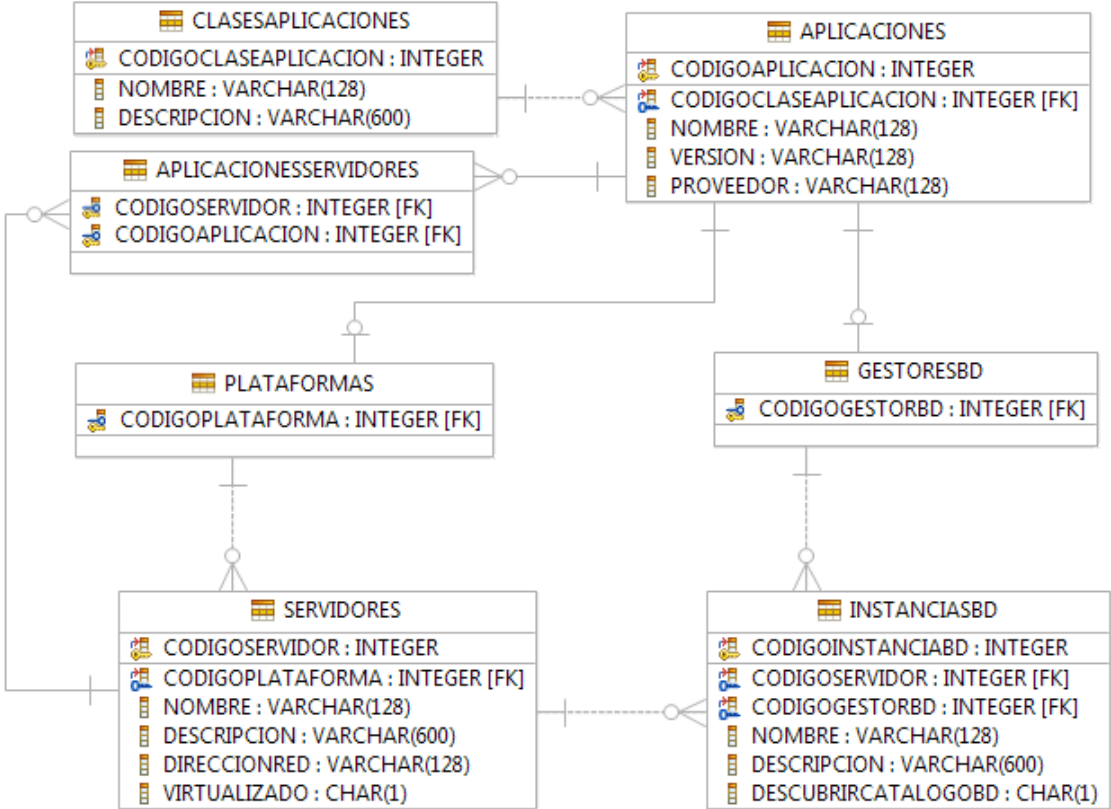 CLASESAPLICACIONES
CODIGOCLASEAPLICACION : INTEGER
NOMBRE : VARCHAR(128)
DESCRIPCION : VARCHAR(600)
APLICACIONES
CODIGOAPLICACION : INTEGER
CODIGOCLASEAPLICACION : INTEGER [FK]
NOMBRE : VARCHAR(128)
VERSION : VARCHAR(128)
PROVEEDOR : VARCHAR(128)
APLICACIONESSERVIDORES
CODIGOSERVIDOR : INTEGER [FK]
CODIGOAPLICACION : INTEGER [FK]
PLATAFORMAS
CODIGOPLATAFORMA : INTEGER [FK]
GESTORESBD
CODIGOGESTORBD : INTEGER [FK]
SERVIDORES
CODIGOSERVIDOR : INTEGER
CODIGOPLATAFORMA : INTEGER [FK]
NOMBRE : VARCHAR(128)
DESCRIPCION : VARCHAR(600)
DIRECCIONRED : VARCHAR(128)
VIRTUALIZADO : CHAR(1)
INSTANCIASBD
CODIGOINSTANCIABD : INTEGER
CODIGOSERVIDOR : INTEGER [FK]
CODIGOGESTORBD : INTEGER [FK]
NOMBRE : VARCHAR(128)
DESCRIPCION : VARCHAR(600)
DESCUBRIRCATALOGOBD : CHAR(1)